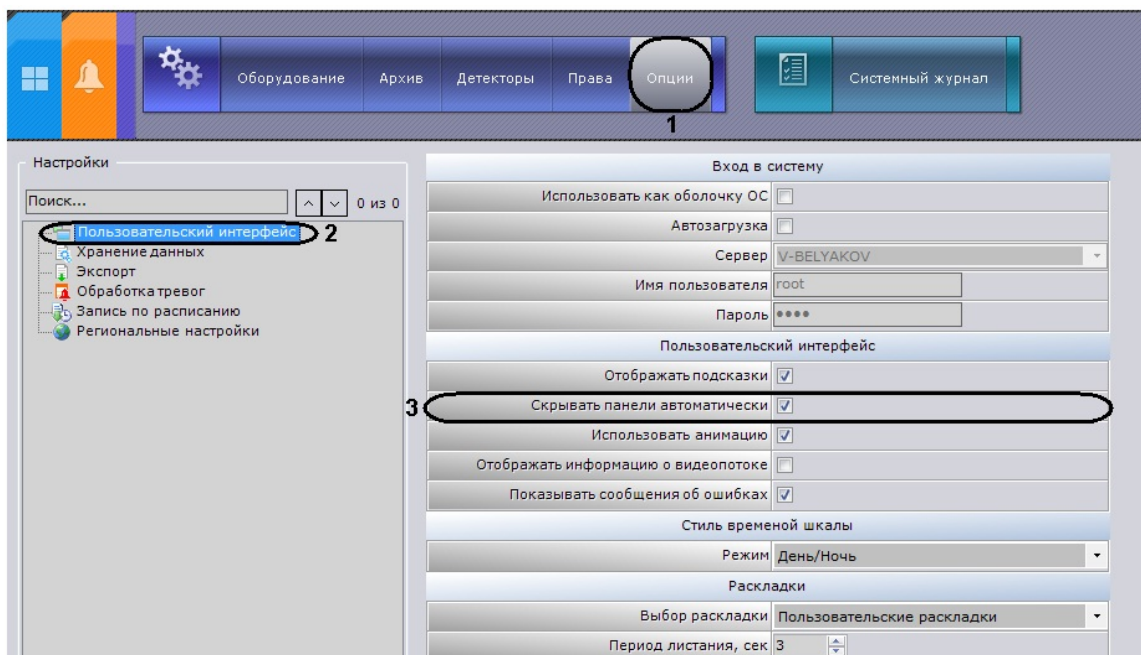 Оборудование Архив Детекторы Права Опции Системный журнал
1
Настройки
Поиск... 0 из 0
Пользовательский интерфейс 2
Хранение данных
Экспорт
Обработка тревог
Запись по расписанию
Региональные настройки
Вход в систему
Использовать как оболочку ОС
Автозагрузка
Сервер V-BELYAKOV
Имя пользователя root
Пароль ••••
Пользовательский интерфейс
Отображать подсказки
3 Скрывать панели автоматически
Использовать анимацию
Отображать информацию о видеопотоке
Показывать сообщения об ошибках
Стиль временой шкалы
Режим День/Ночь
Раскладки
Выбор раскладки Пользовательские раскладки
Период листания, сек 3